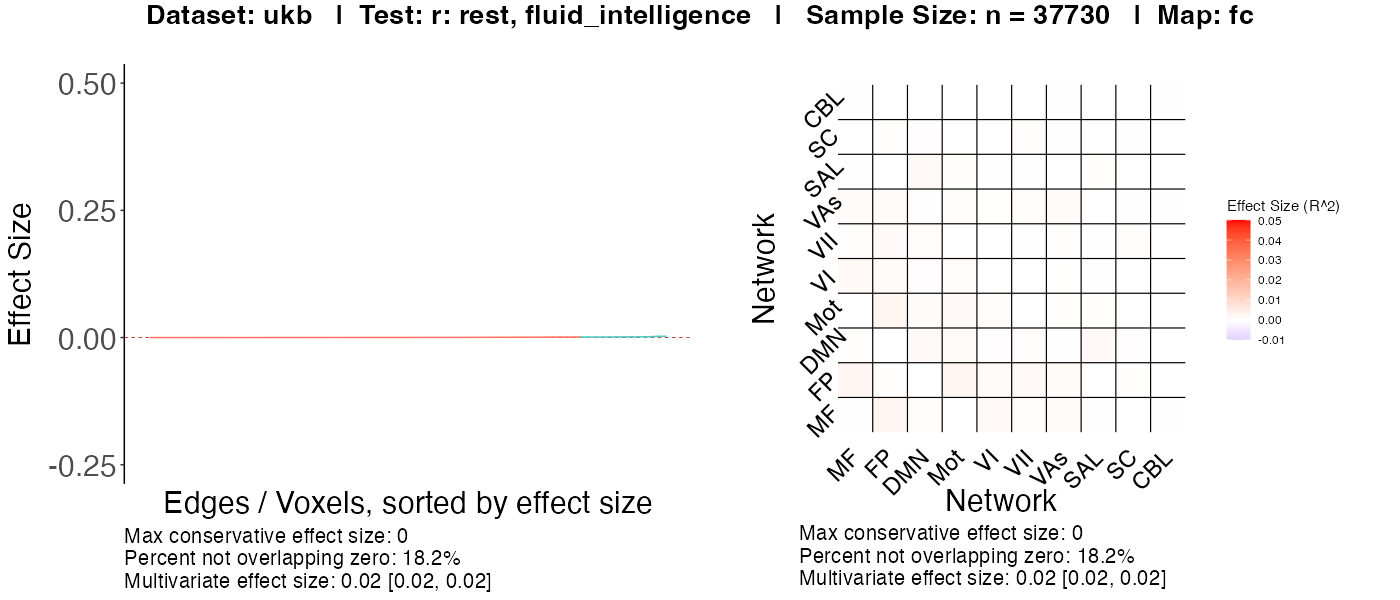 Dataset: ukb | Test: r: rest, fluid_intelligence | Sample Size: n = 37730 | Map: fc
Effect Size
0.50
0.25
0.00
-0.25
Edges / Voxels, sorted by effect size
Max conservative effect size: 0
Percent not overlapping zero: 18.2%
Multivariate effect size: 0.02 [0.02, 0.02]
Network
CBL
SC
SAL
VAs
VII
VI
Mot
DMN
FP
MF
MF FP DMN Mot VI VII VAs SAL SC CBL
Network
Max conservative effect size: 0
Percent not overlapping zero: 18.2%
Multivariate effect size: 0.02 [0.02, 0.02]
Effect Size (R^2)
0.05
0.04
0.03
0.02
0.01
0.00
-0.01